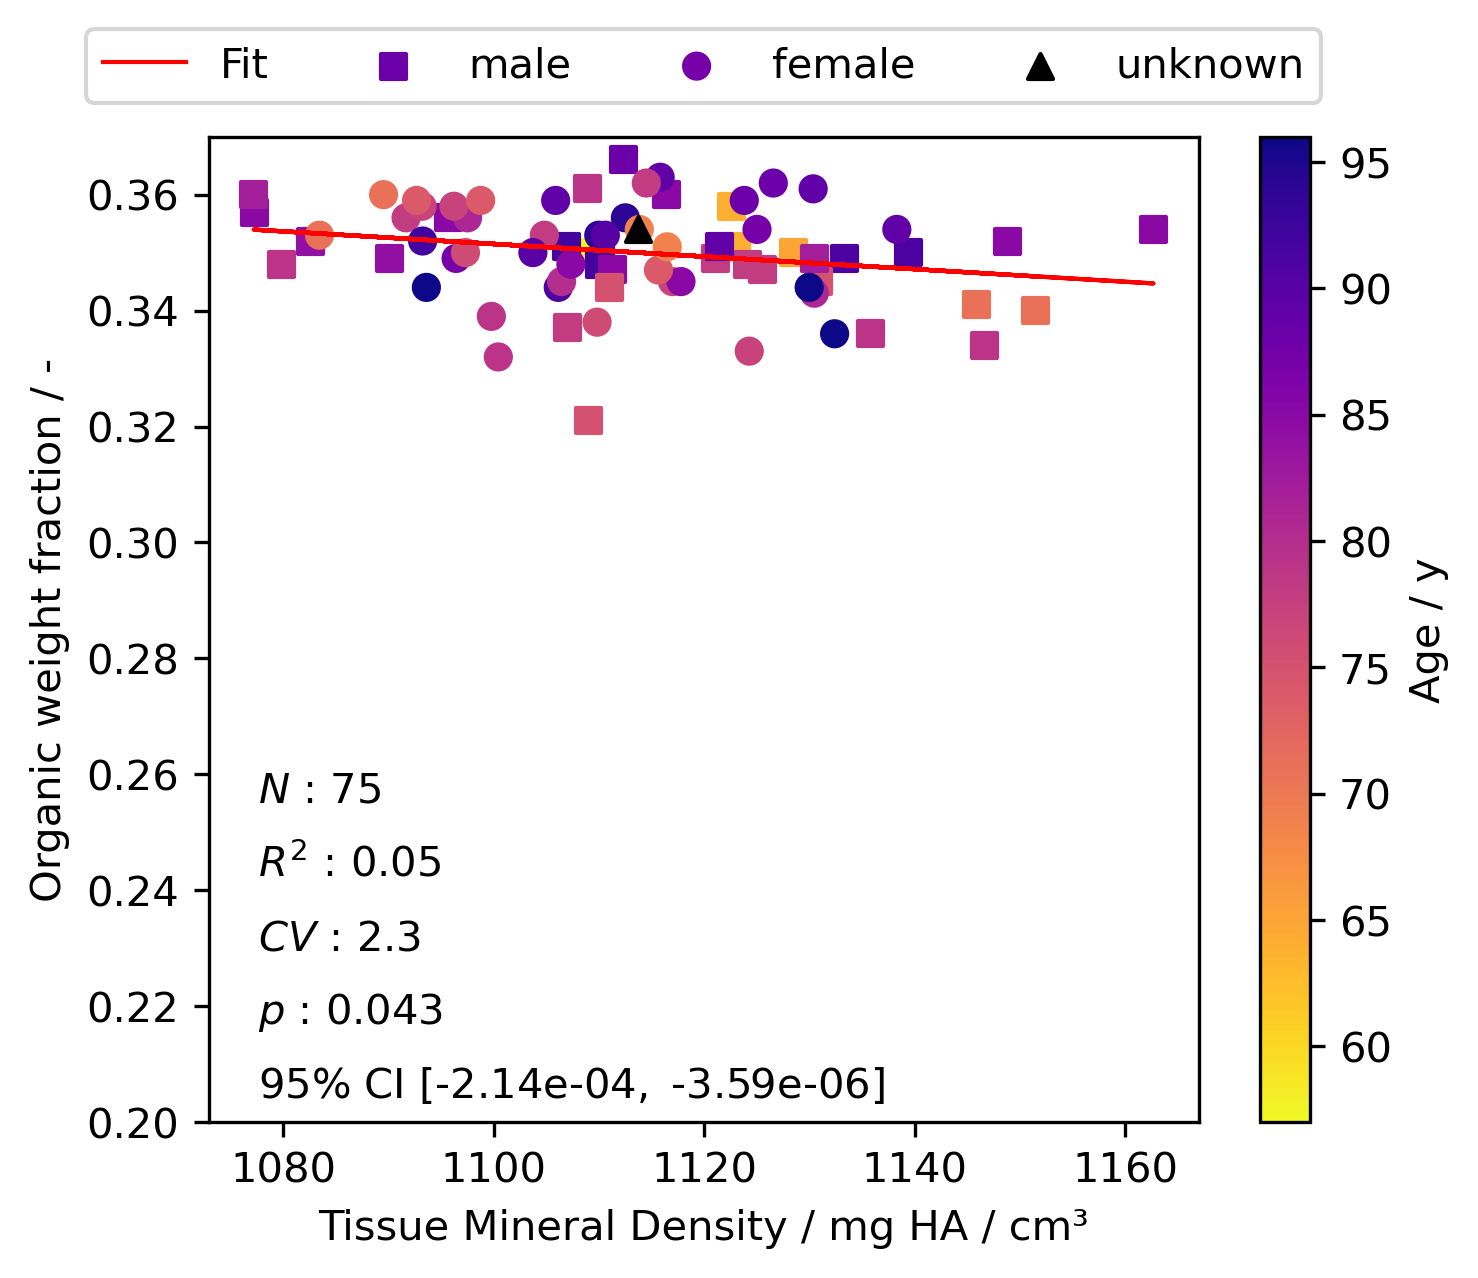 Fit male female unknown
0.36
0.34
0.32
0.30
0.28
0.26
0.24
0.22
0.20
Organic weight fraction / -
N : 75
R² : 0.05
CV : 2.3
p : 0.043
95% CI [-2.14e-04, -3.59e-06]
1080 1100 1120 1140 1160
Tissue Mineral Density / mg HA / cm³
95
90
85
80
75
70
65
60
Age / y